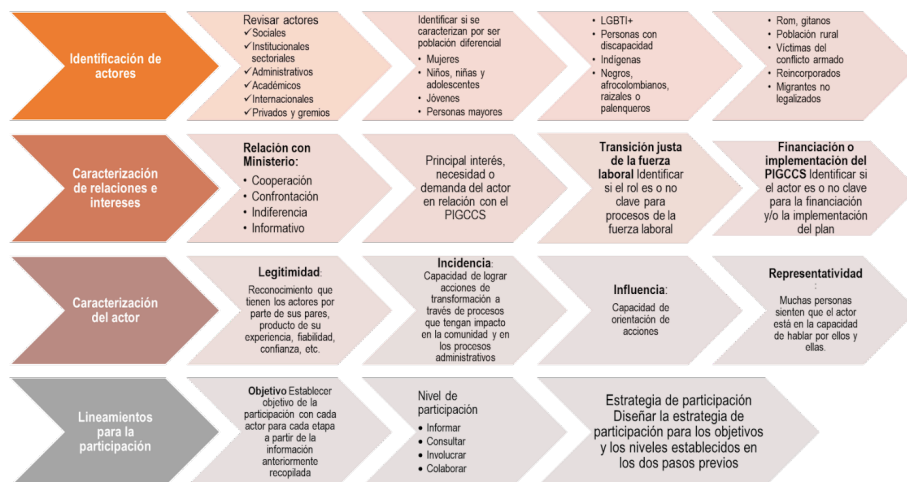 Identificación de
actores
Revisar actores
✓Sociales
✓Institucionales
sectoriales
✓Administrativos
✓Académicos
✓Internacionales
✓Privados y gremios
Identificar si se
caracterizan por ser
población diferencial
• Mujeres
• Niños, niñas y
adolescentes
• Jóvenes
• Personas mayores
• LGBTI+
• Personas con
discapacidad
• Indígenas
• Negros,
afrocolombianos,
raizales o
palenqueros
• Rom, gitanos
• Población rural
• Víctimas del
conflicto armado
• Reincorporados
• Migrantes no
legalizados
Caracterización
de relaciones e
intereses
Relación con
Ministerio:
• Cooperación
• Confrontación
• Indiferencia
• Informativo
Principal interés,
necesidad o
demanda del actor
en relación con el
PIGCCS
Transición justa
de la fuerza
laboral Identificar
si el rol es o no
clave para
procesos de la
fuerza laboral
Financiación o
implementación del
PIGCCS Identificar si
el actor es o no clave
para la financiación
y/o la implementación
del plan
Caracterización
del actor
Legitimidad:
Reconocimiento que
tienen los actores por
parte de sus pares,
producto de su
experiencia, fiabilidad,
confianza, etc.
Incidencia:
Capacidad de lograr
acciones de
transformación a
través de procesos
que tengan impacto
en la comunidad y en
los procesos
administrativos
Influencia:
Capacidad de
orientación de
acciones
Representatividad
:
Muchas personas
sienten que el actor
está en la capacidad
de hablar por ellos y
ellas.
Lineamientos
para la
participación
Objetivo Establecer
objetivo de la
participación con cada
actor para cada etapa
a partir de la
información
anteriormente
recopilada
Nivel de
participación
• Informar
• Consultar
• Involucrar
• Colaborar
Estrategia de participación
Diseñar la estrategia de
participación para los objetivos
y los niveles establecidos en
los dos pasos previos